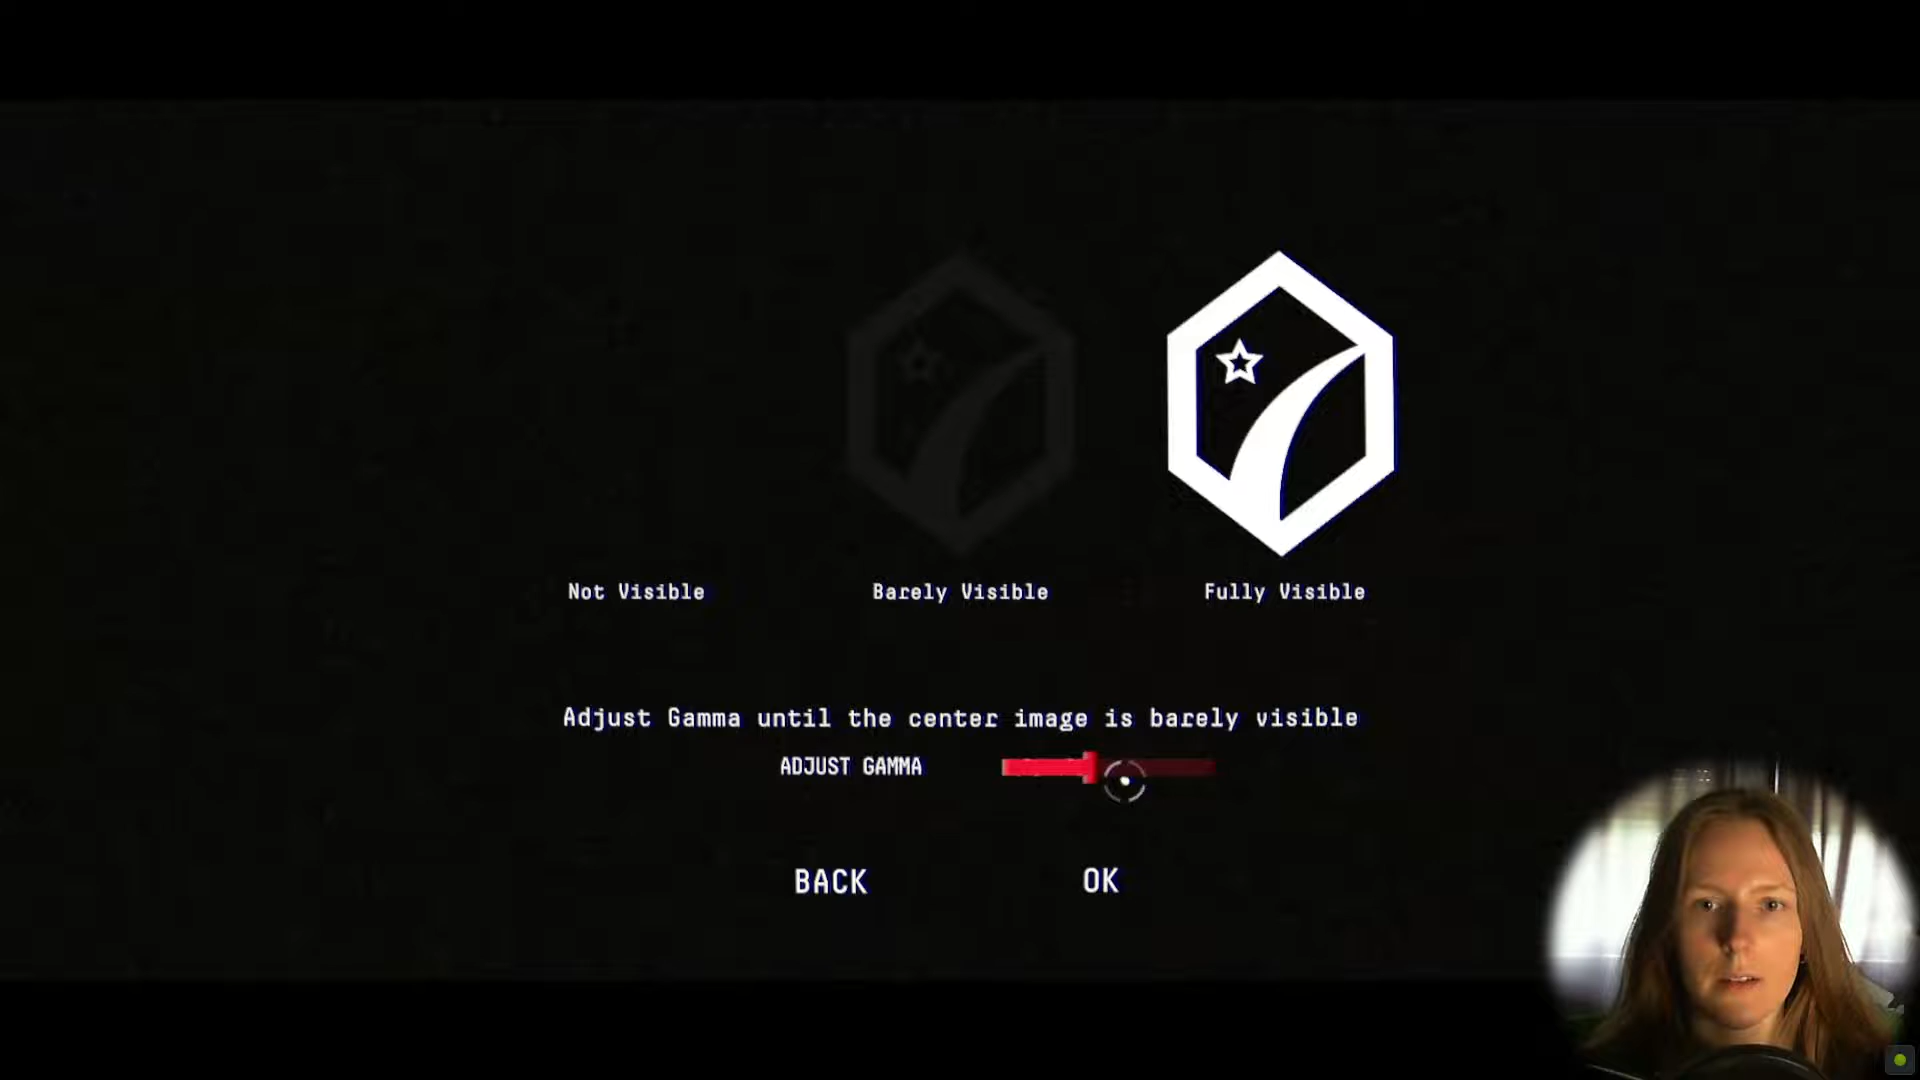 Not Visible
Barely Visible
Fully Visible
Adjust Gamma until the center image is barely visible
ADJUST GAMMA
BACK
OK